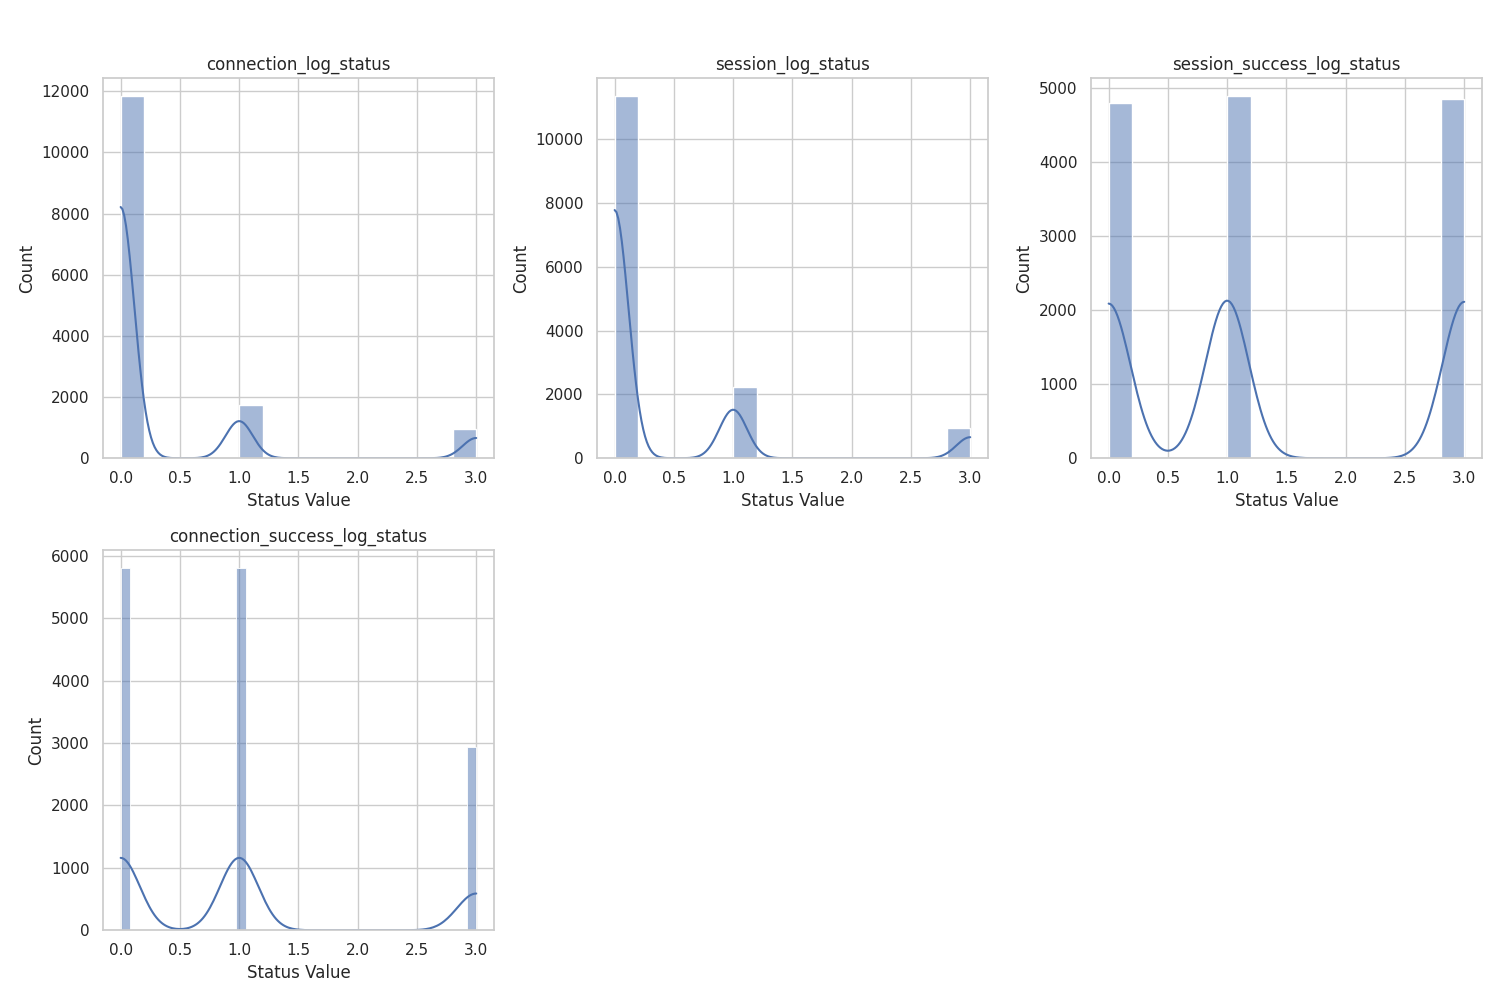 connection_log_status
12000
10000
8000
6000
4000
2000
0
Count
0.0 0.5 1.0 1.5 2.0 2.5 3.0
Status Value
session_log_status
10000
8000
6000
4000
2000
0
Count
0.0 0.5 1.0 1.5 2.0 2.5 3.0
Status Value
session_success_log_status
5000
4000
3000
2000
1000
0
Count
0.0 0.5 1.0 1.5 2.0 2.5 3.0
Status Value
connection_success_log_status
6000
5000
4000
3000
2000
1000
0
Count
0.0 0.5 1.0 1.5 2.0 2.5 3.0
Status Value